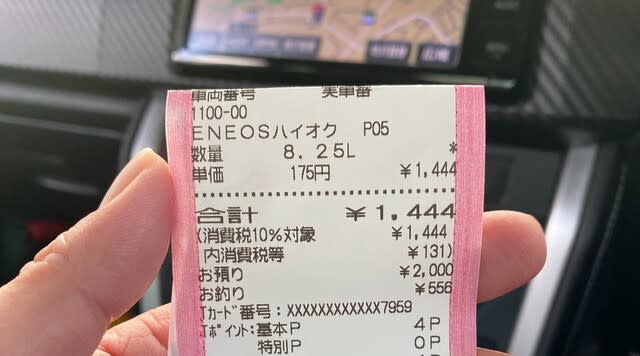 車両番号 実車番
1100-00
ENEOSハイオク P05
数量 8.25L *
単価 175円 ¥1,444
合計 ¥1,444
(消費税10%対象 ¥1,444
内消費税等 ¥131)
お預り ¥2,000
お釣り ¥556
Tカード番号:XXXXXXXXXXXX7959
Tポイント:基本P 4P
特別P 0P